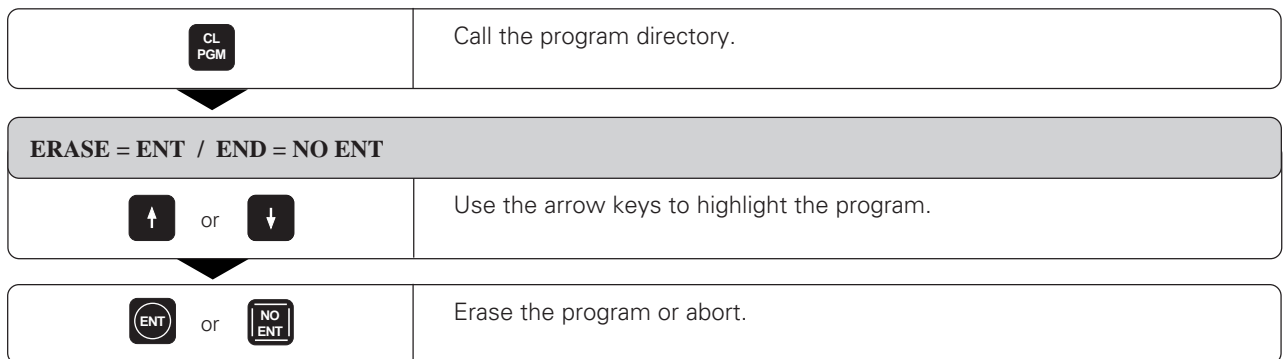 CL
PGM
Call the program directory.
ERASE = ENT / END = NO ENT
or
Use the arrow keys to highlight the program.
ENT
or
NO
ENT
Erase the program or abort.